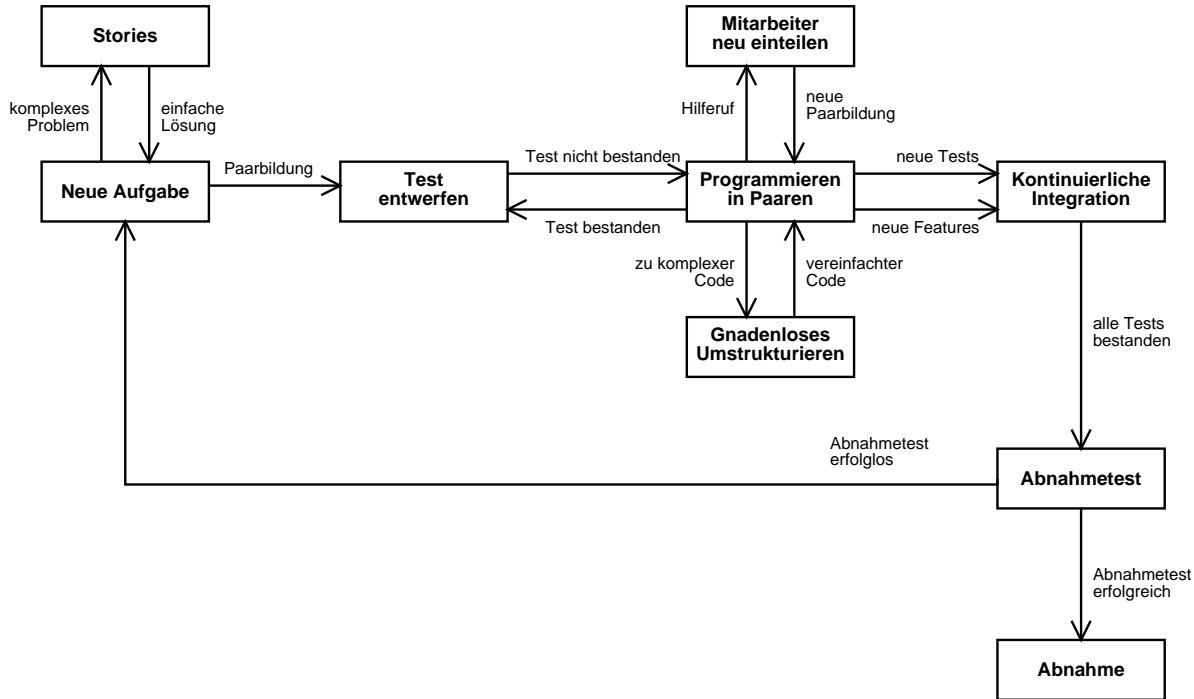 Stories
Mitarbeiter
neu einteilen
komplexes
Problem
einfache
Lösung
Hilferuf
neue
Paarbildung
Neue Aufgabe
Paarbildung
Test
entwerfen
Test nicht bestanden
Test bestanden
Programmieren
in Paaren
neue Tests
neue Features
Kontinuierliche
Integration
zu komplexer
Code
vereinfachter
Code
Gnadenloses
Umstrukturieren
alle Tests
bestanden
Abnahmetest
erfolglos
Abnahmetest
Abnahmetest
erfolgreich
Abnahme